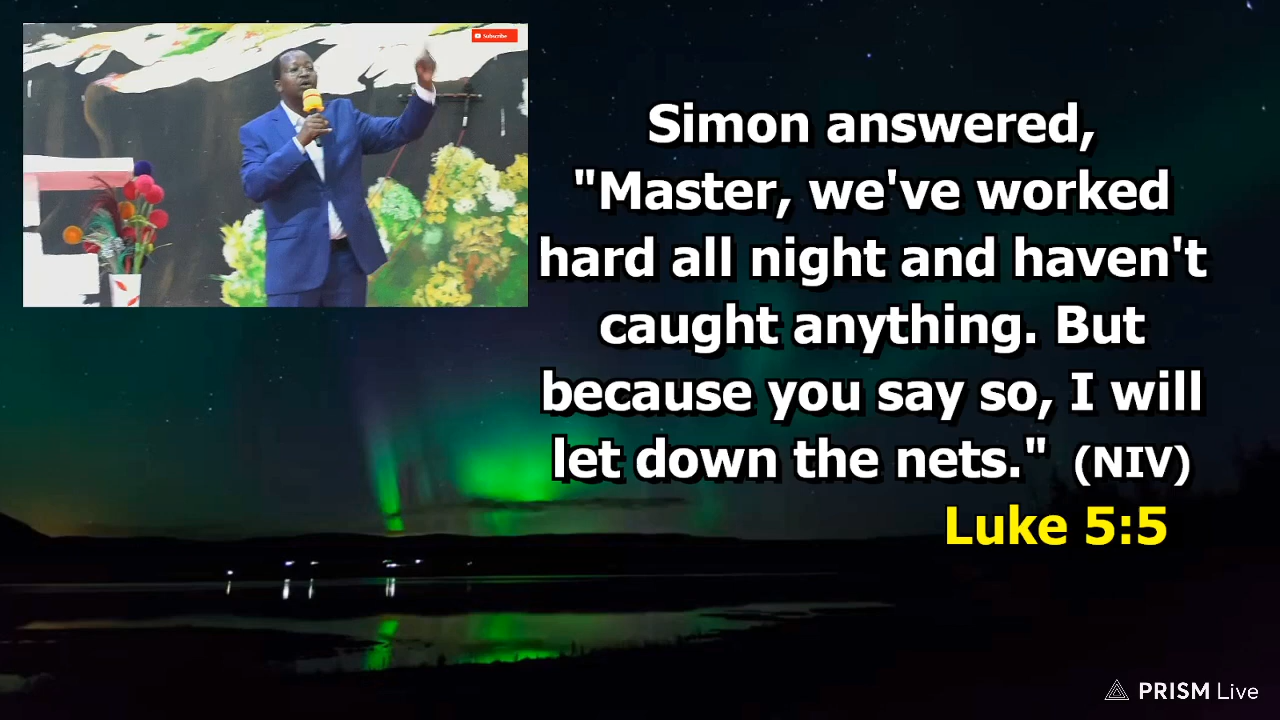 Subscribe
Simon answered,
"Master, we've worked
hard all night and haven't
caught anything. But
because you say so, I will
let down the nets." (NIV)
Luke 5:5
PRISM Live